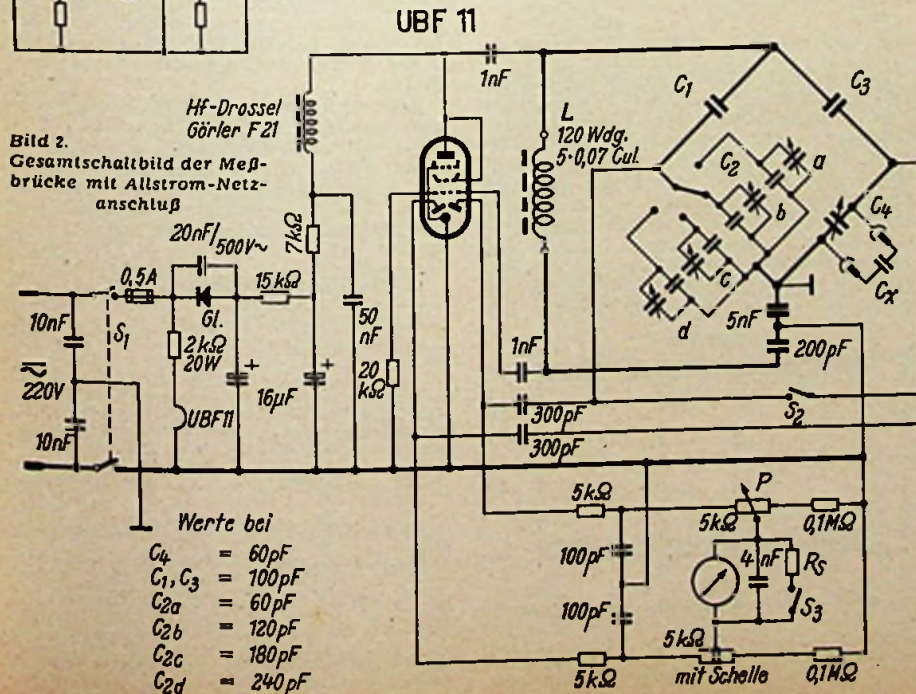 UBF 11
1nF
Hf-Drossel
Görler F 21
Bild 2.
Gesamtschaltbild der Meß-
brücke mit Allstrom-Netz-
anschluß
L
120 Wdg.
5·0,07 CuL
C1
C3
C2
a
b
c
d
C4
Cx
20nF/500V~
7kΩ
0,5A
15kΩ
Gl.
10nF
S1
2kΩ
20W
220V
10nF
UBF11
+
16µF
+
50
nF
20
kΩ
1nF
5nF
200pF
300pF
300pF
S2
5kΩ
P
5kΩ
0,1MΩ
100pF
100pF
4nF
RS
S3
5kΩ
5kΩ
mit Schelle
0,1MΩ
Werte bei
C4 = 60pF
C1, C3 = 100pF
C2a = 60pF
C2b = 120pF
C2c = 180pF
C2d = 240pF